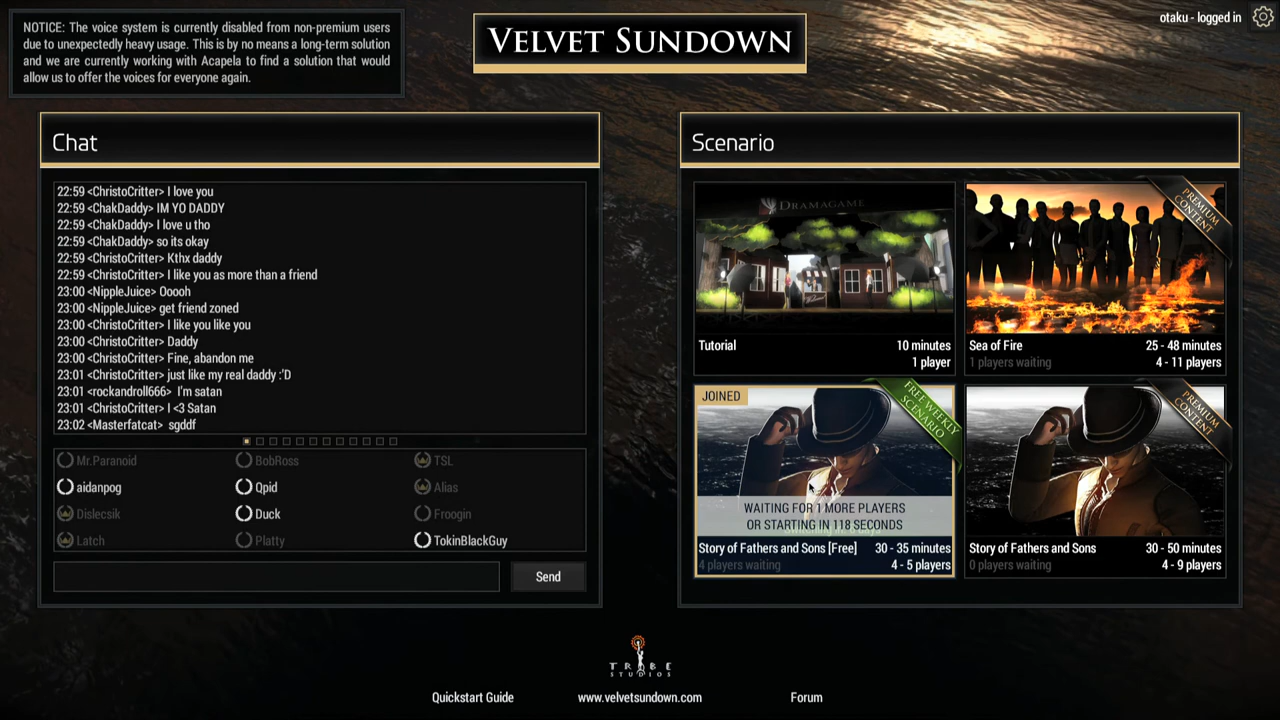 NOTICE: The voice system is currently disabled from non-premium users
due to unexpectedly heavy usage. This is by no means a long-term solution
and we are currently working with Acapela to find a solution that would
allow us to offer the voices for everyone again.
VELVET SUNDOWN
otaku - logged in
Chat
22:59 <ChristoCritter> I love you
22:59 <ChakDaddy> IM YO DADDY
22:59 <ChakDaddy> I love u tho
22:59 <ChakDaddy> so its okay
22:59 <ChristoCritter> Kthx daddy
22:59 <ChristoCritter> I like you as more than a friend
23:00 <NippleJuice> Ooooh
23:00 <NippleJuice> get friend zoned
23:00 <ChristoCritter> I like you like you
23:00 <ChristoCritter> Daddy
23:00 <ChristoCritter> Fine, abandon me
23:01 <ChristoCritter> just like my real daddy :'D
23:01 <rockandroll666> I'm satan
23:01 <ChristoCritter> I <3 Satan
23:02 <Masterfatcat> sgddf
Mr.Paranoid BobRoss TSL
aidanpog Qpid Alias
Dislecsik Duck Froogin
Latch Platty TokinBlackGuy
Send
Scenario
DRAMAGAME
Tutorial 10 minutes
1 player
PREMIUM
CONTENT
Sea of Fire 25 - 48 minutes
1 players waiting 4 - 11 players
JOINED
FREE WEEKLY
SCENARIO
WAITING FOR 1 MORE PLAYERS
OR STARTING IN 118 SECONDS
Story of Fathers and Sons [Free] 30 - 35 minutes
4 players waiting 4 - 5 players
PREMIUM
CONTENT
Story of Fathers and Sons 30 - 50 minutes
0 players waiting 4 - 9 players
TRIBE
STUDIOS
Quickstart Guide www.velvetsundown.com Forum